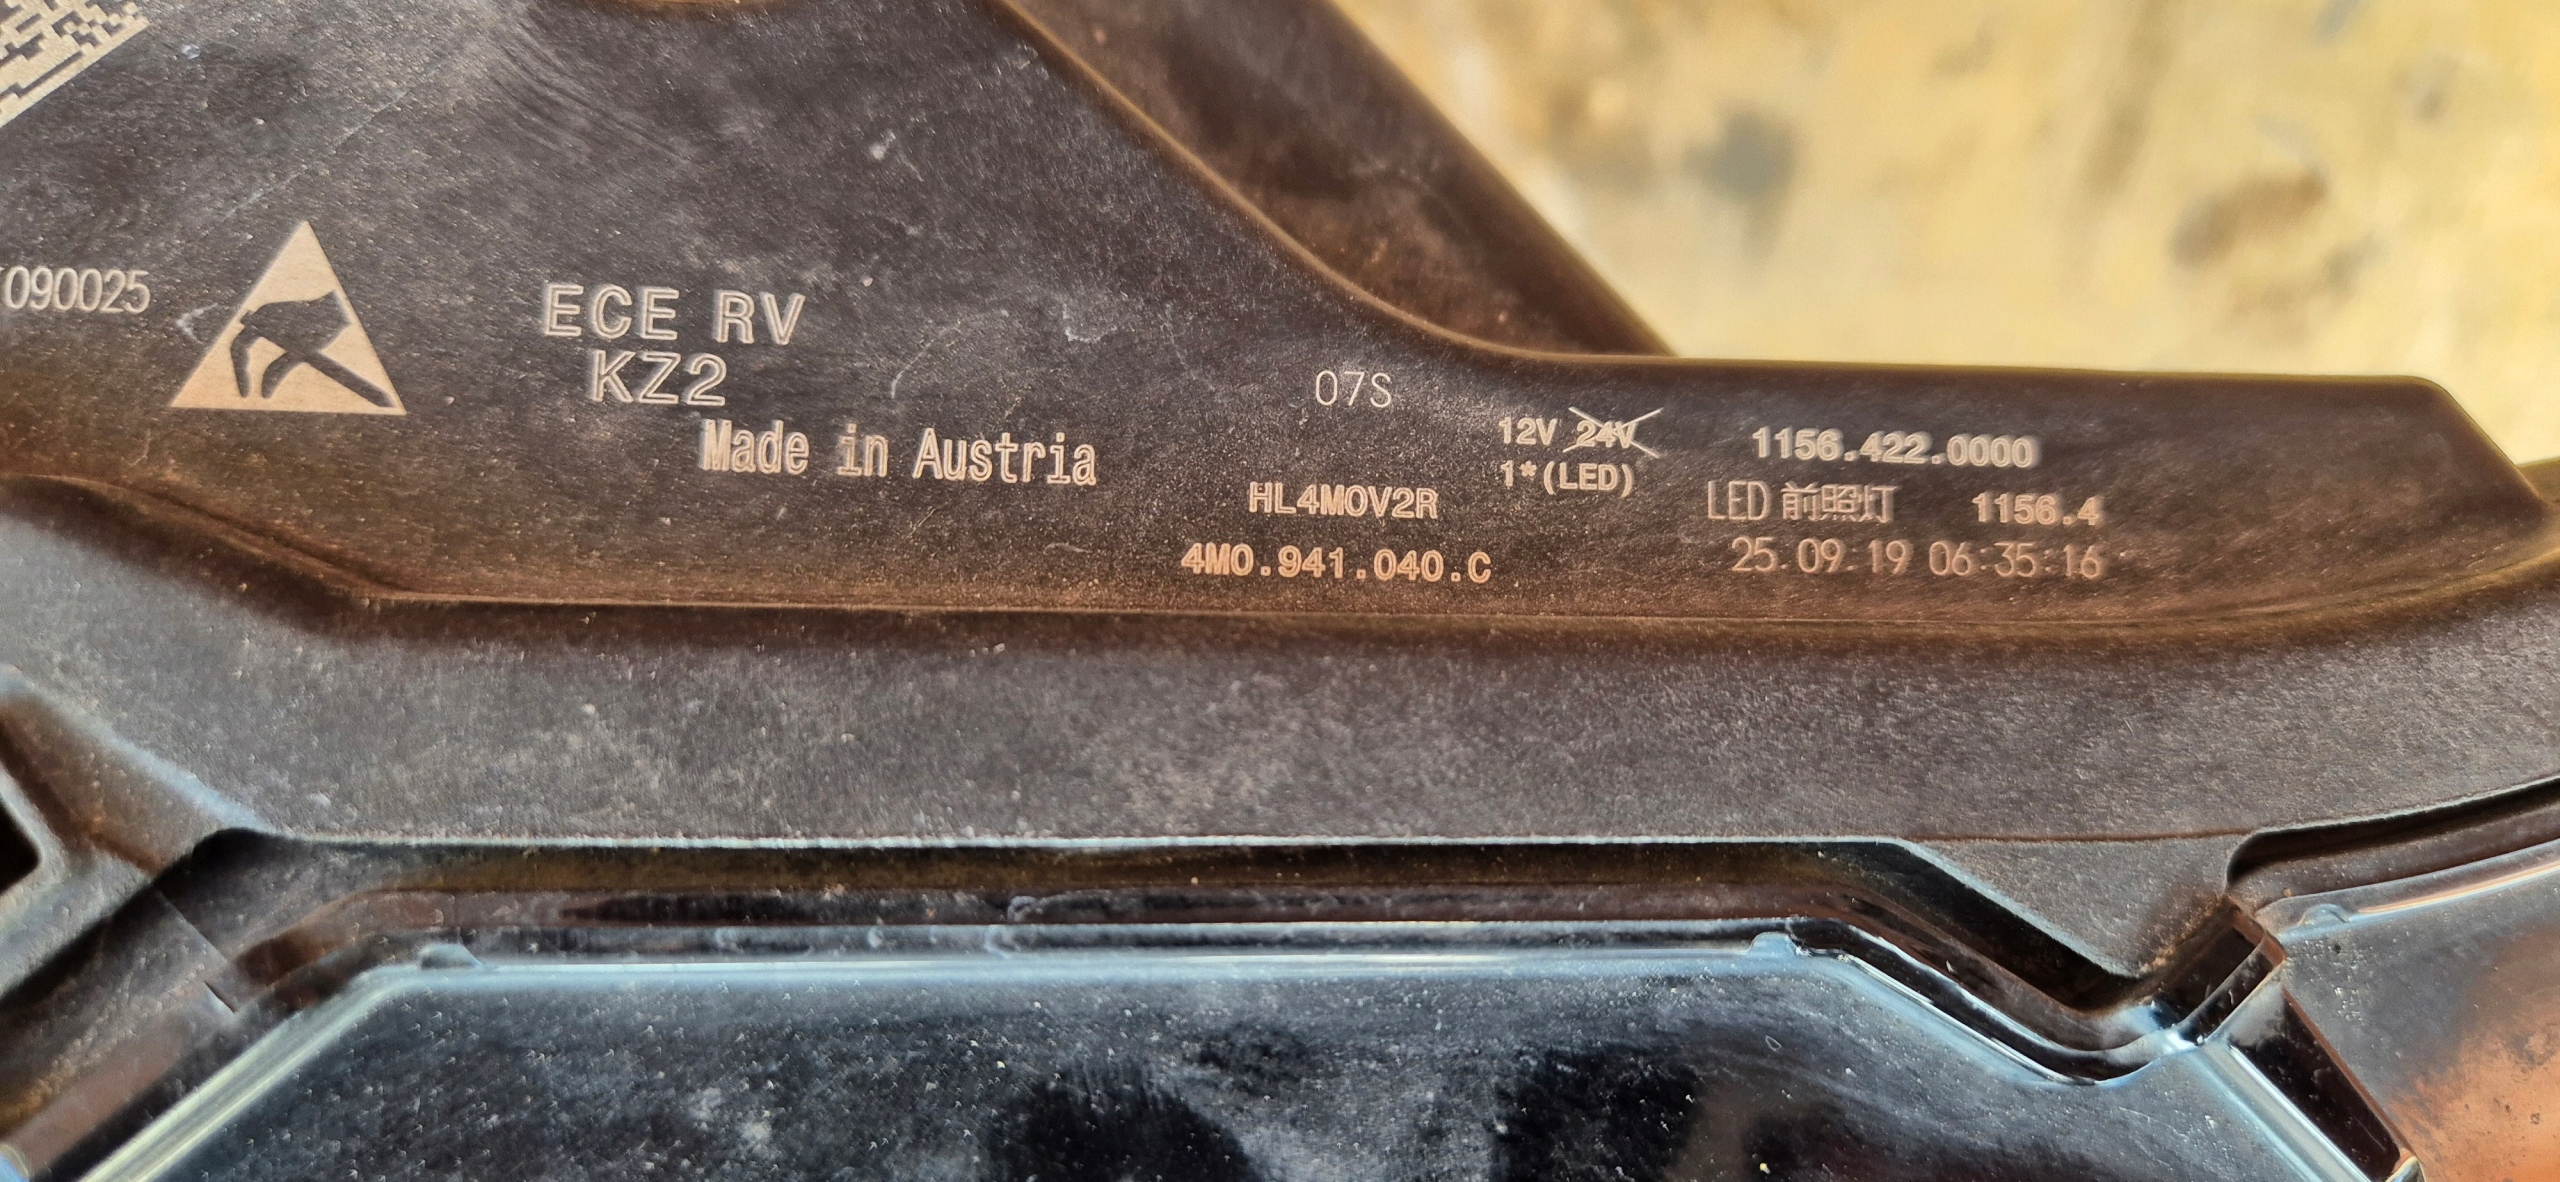 090025
ECE RV
KZ2
Made in Austria
07S
HL4M0V2R
4M0.941.040.C
12V 24V
1*(LED)
1156.422.0000
LED 前照灯 1156.4
25.09.19 06:35:16